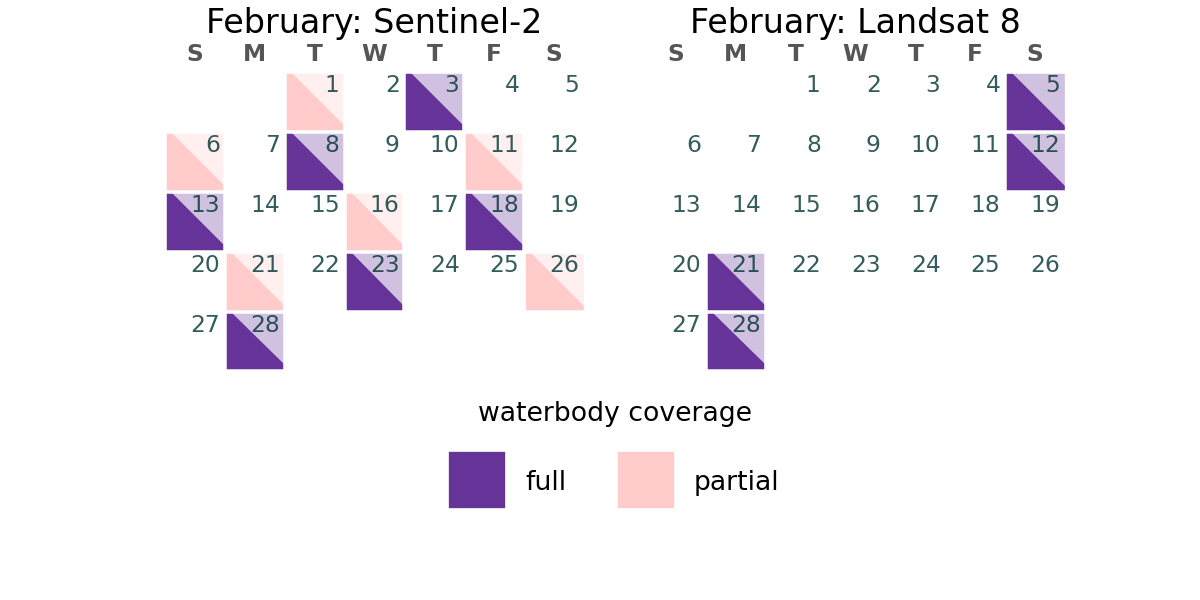 February: Sentinel-2
S M T W T F S
1 2 3 4 5
6 7 8 9 10 11 12
13 14 15 16 17 18 19
20 21 22 23 24 25 26
27 28
February: Landsat 8
S M T W T F S
1 2 3 4 5
6 7 8 9 10 11 12
13 14 15 16 17 18 19
20 21 22 23 24 25 26
27 28
waterbody coverage
full partial